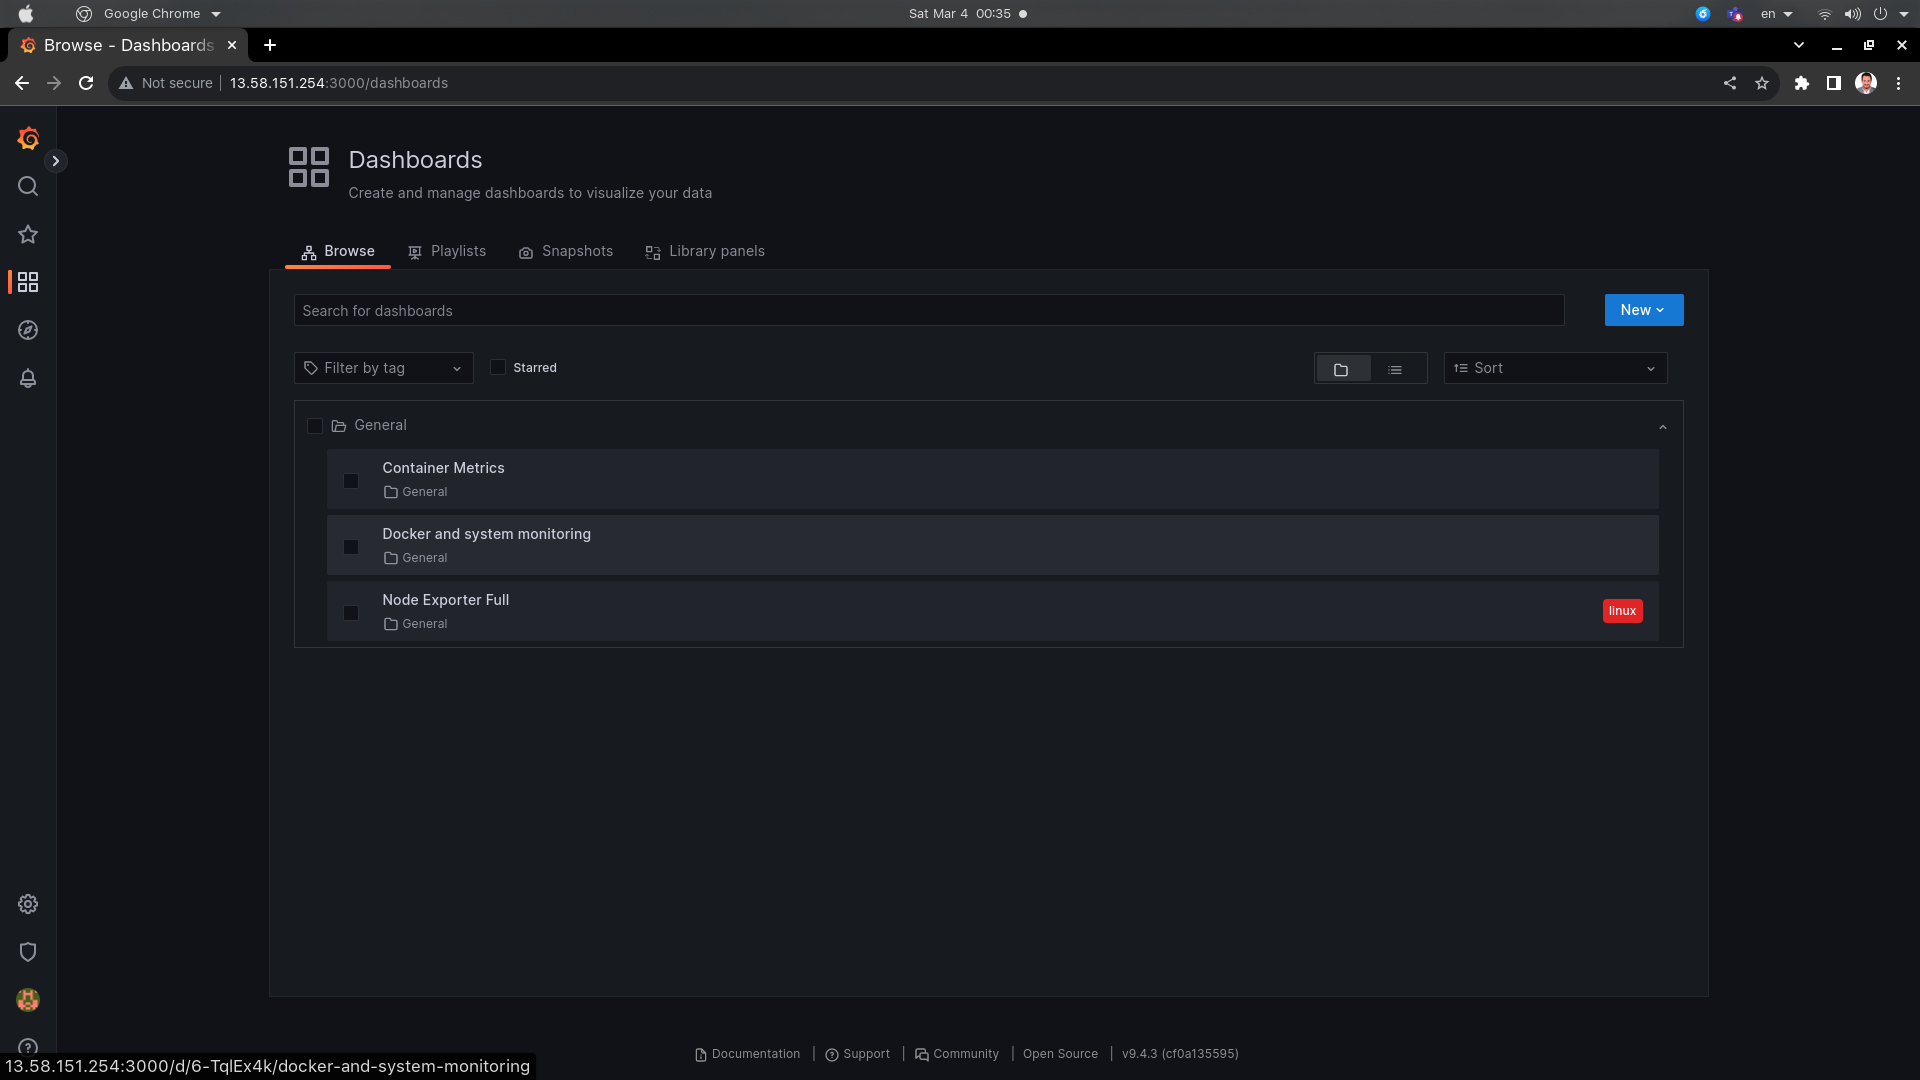 Google Chrome
Sat Mar 4 00:35
en
Browse - Dashboards
Not secure
13.58.151.254:3000/dashboards
Dashboards
Create and manage dashboards to visualize your data
Browse
Playlists
Snapshots
Library panels
Search for dashboards
New
Filter by tag
Starred
Sort
General
Container Metrics
General
Docker and system monitoring
General
Node Exporter Full
General
linux
Documentation | Support | Community | Open Source | v9.4.3 (cf0a135595)
13.58.151.254:3000/d/6-TqlEx4k/docker-and-system-monitoring